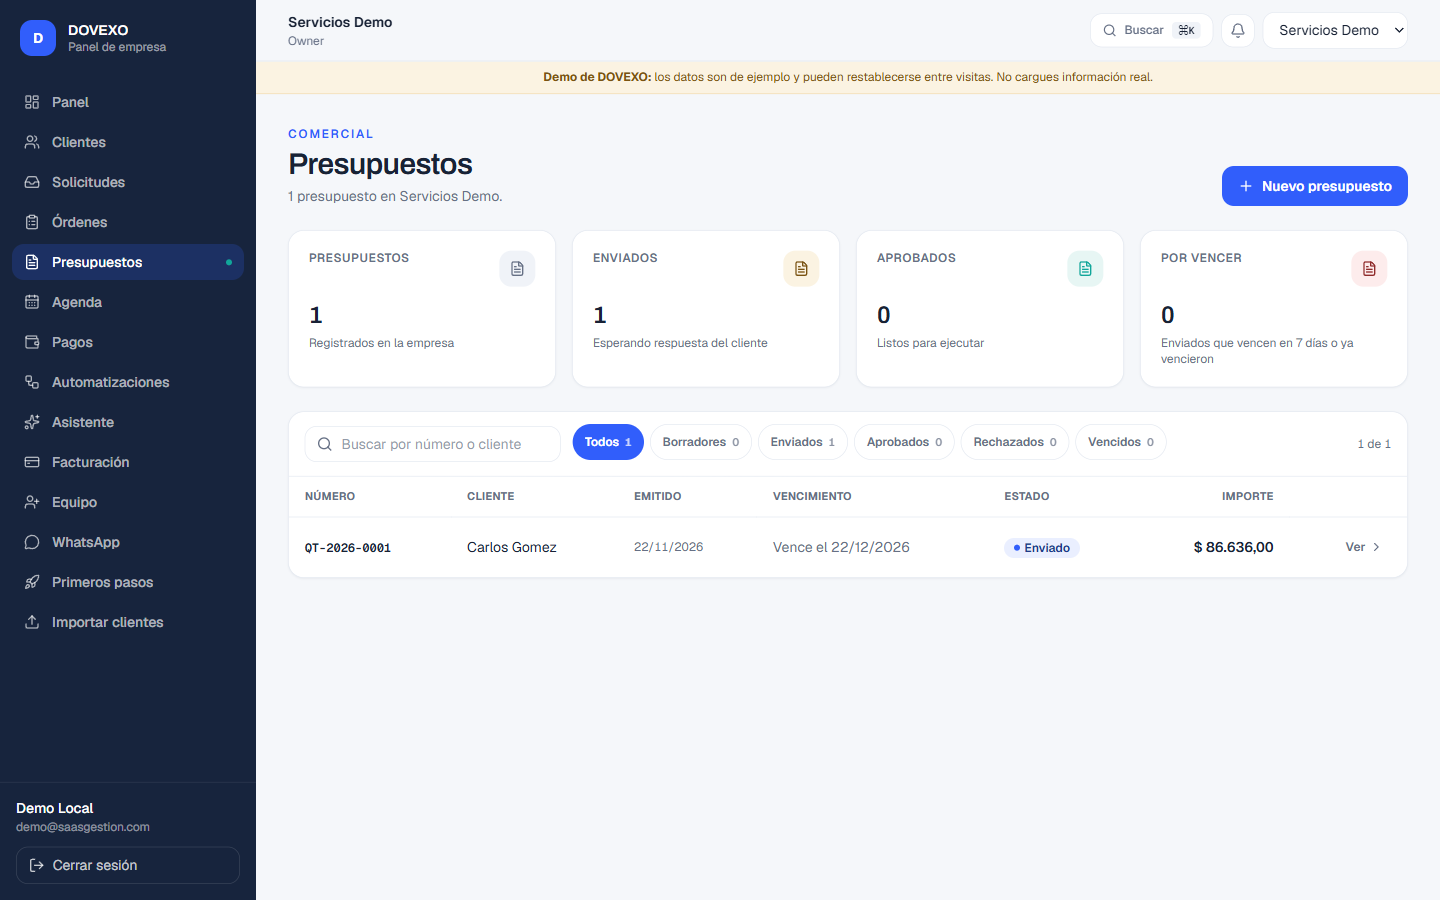 D
DOVEXO
Panel de empresa
Panel
Clientes
Solicitudes
Órdenes
Presupuestos
Agenda
Pagos
Automatizaciones
Asistente
Facturación
Equipo
WhatsApp
Primeros pasos
Importar clientes
Demo Local
demo@saasgestion.com
Cerrar sesión
Servicios Demo
Owner
Buscar ⌘K
Servicios Demo
Demo de DOVEXO: los datos son de ejemplo y pueden restablecerse entre visitas. No cargues información real.
COMERCIAL
Presupuestos
1 presupuesto en Servicios Demo.
Nuevo presupuesto
PRESUPUESTOS
1
Registrados en la empresa
ENVIADOS
1
Esperando respuesta del cliente
APROBADOS
0
Listos para ejecutar
POR VENCER
0
Enviados que vencen en 7 días o ya
vencieron
Buscar por número o cliente
Todos 1
Borradores 0
Enviados 1
Aprobados 0
Rechazados 0
Vencidos 0
1 de 1
NÚMERO CLIENTE EMITIDO VENCIMIENTO ESTADO IMPORTE
QT-2026-0001 Carlos Gomez 22/11/2026 Vence el 22/12/2026 Enviado $ 86.636,00 Ver